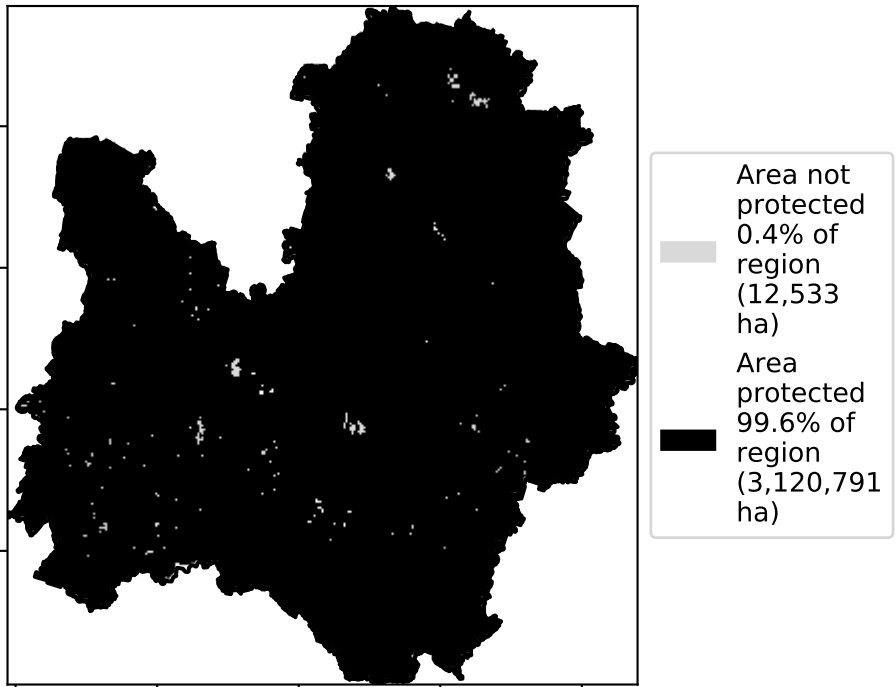 Area not
protected
0.4% of
region
(12,533
ha)
Area
protected
99.6% of
region
(3,120,791
ha)